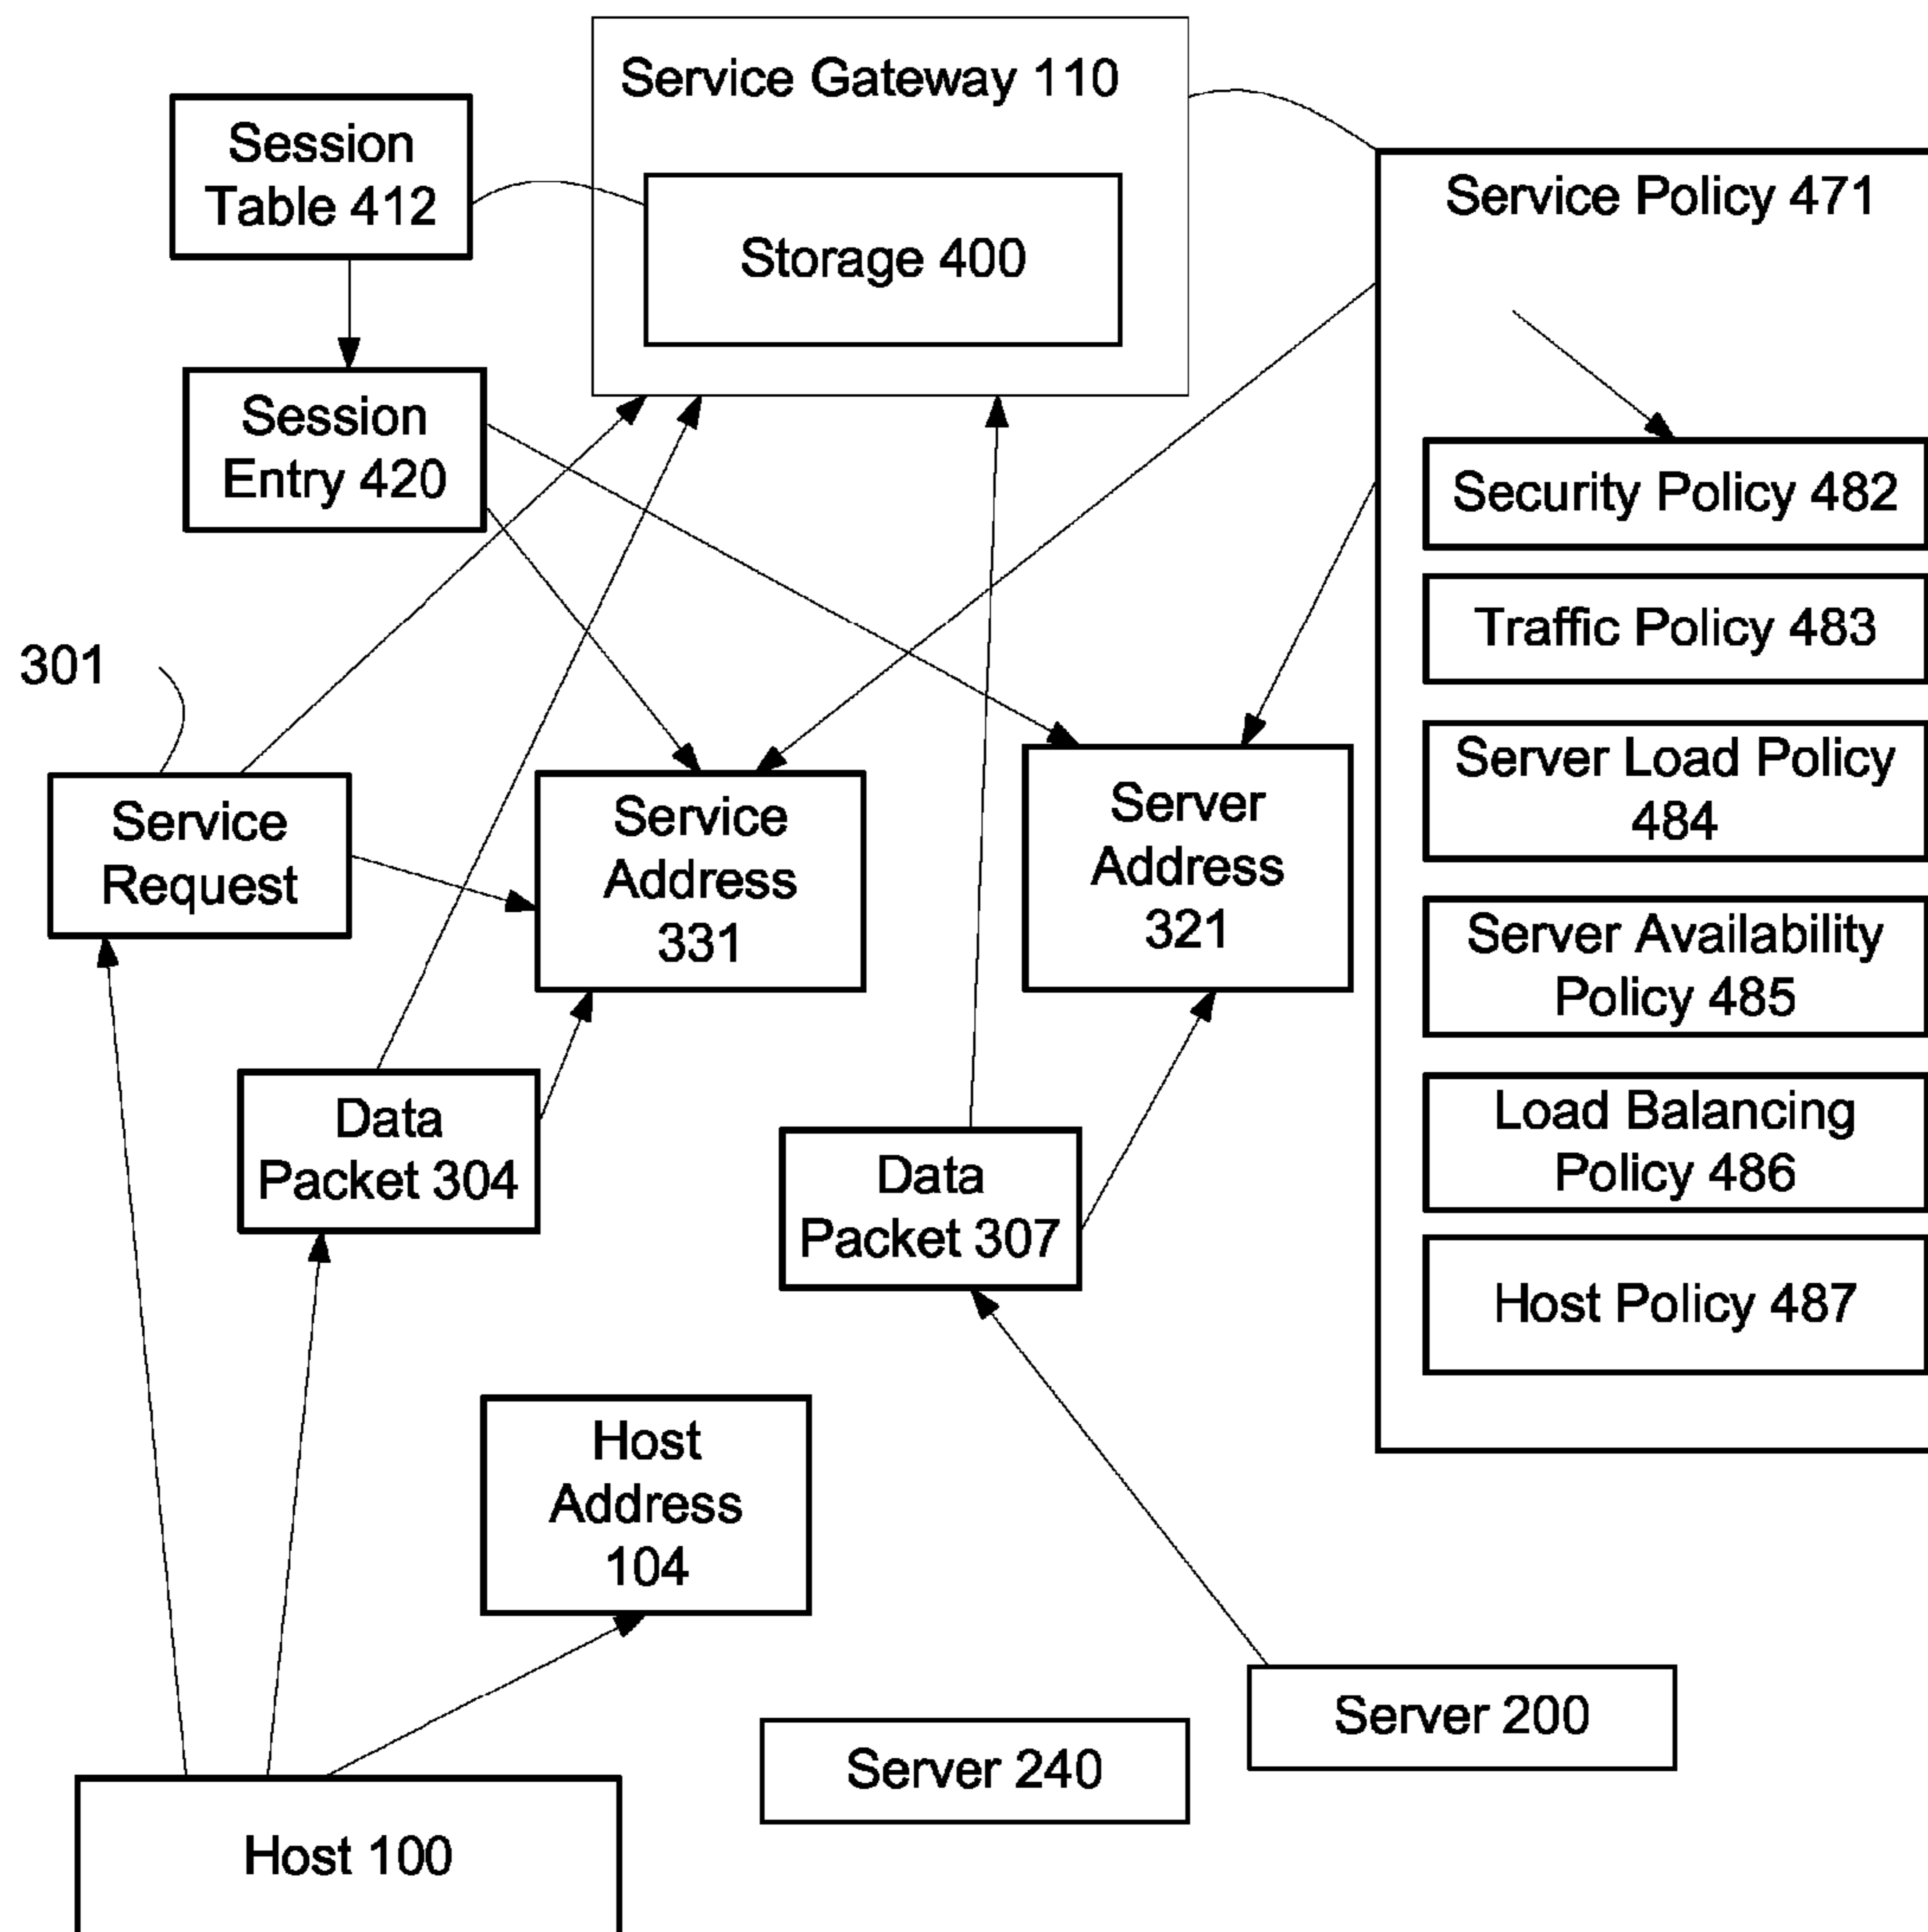 Service Gateway 110
Session
Table 412
Storage 400
Service Policy 471
Session
Entry 420
Security Policy 482
Traffic Policy 483
Server Load Policy
484
Server Availability
Policy 485
Load Balancing
Policy 486
Host Policy 487
301
Service
Request
Service
Address
331
Server
Address
321
Data
Packet 304
Data
Packet 307
Host
Address
104
Server 200
Server 240
Host 100